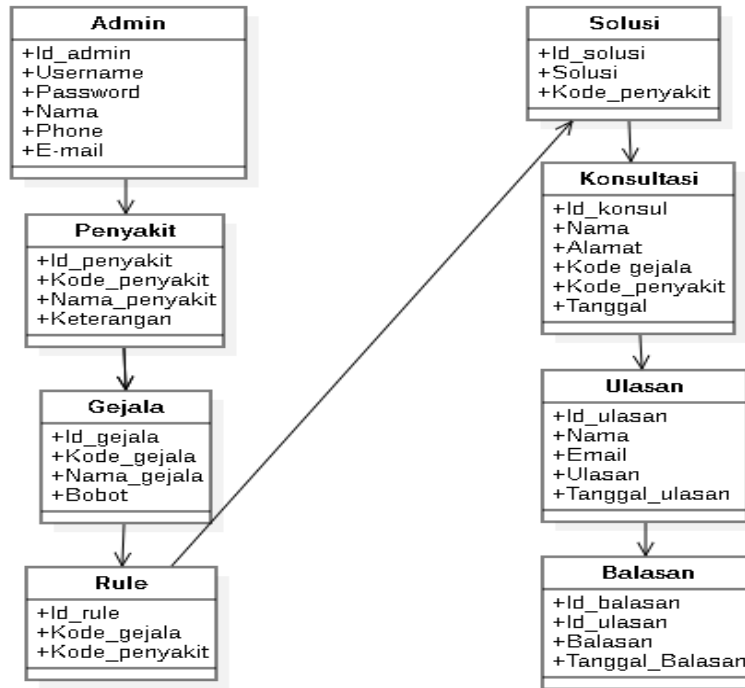 Admin
+Id_admin
+Username
+Password
+Nama
+Phone
+E-mail
Penyakit
+Id_penyakit
+Kode_penyakit
+Nama_penyakit
+Keterangan
Gejala
+Id_gejala
+Kode_gejala
+Nama_gejala
+Bobot
Rule
+Id_rule
+Kode_gejala
+Kode_penyakit
Solusi
+Id_solusi
+Solusi
+Kode_penyakit
Konsultasi
+Id_konsul
+Nama
+Alamat
+Kode gejala
+Kode_penyakit
+Tanggal
Ulasan
+Id_ulasan
+Nama
+Email
+Ulasan
+Tanggal_ulasan
Balasan
+Id_balasan
+Id_ulasan
+Balasan
+Tanggal_Balasan